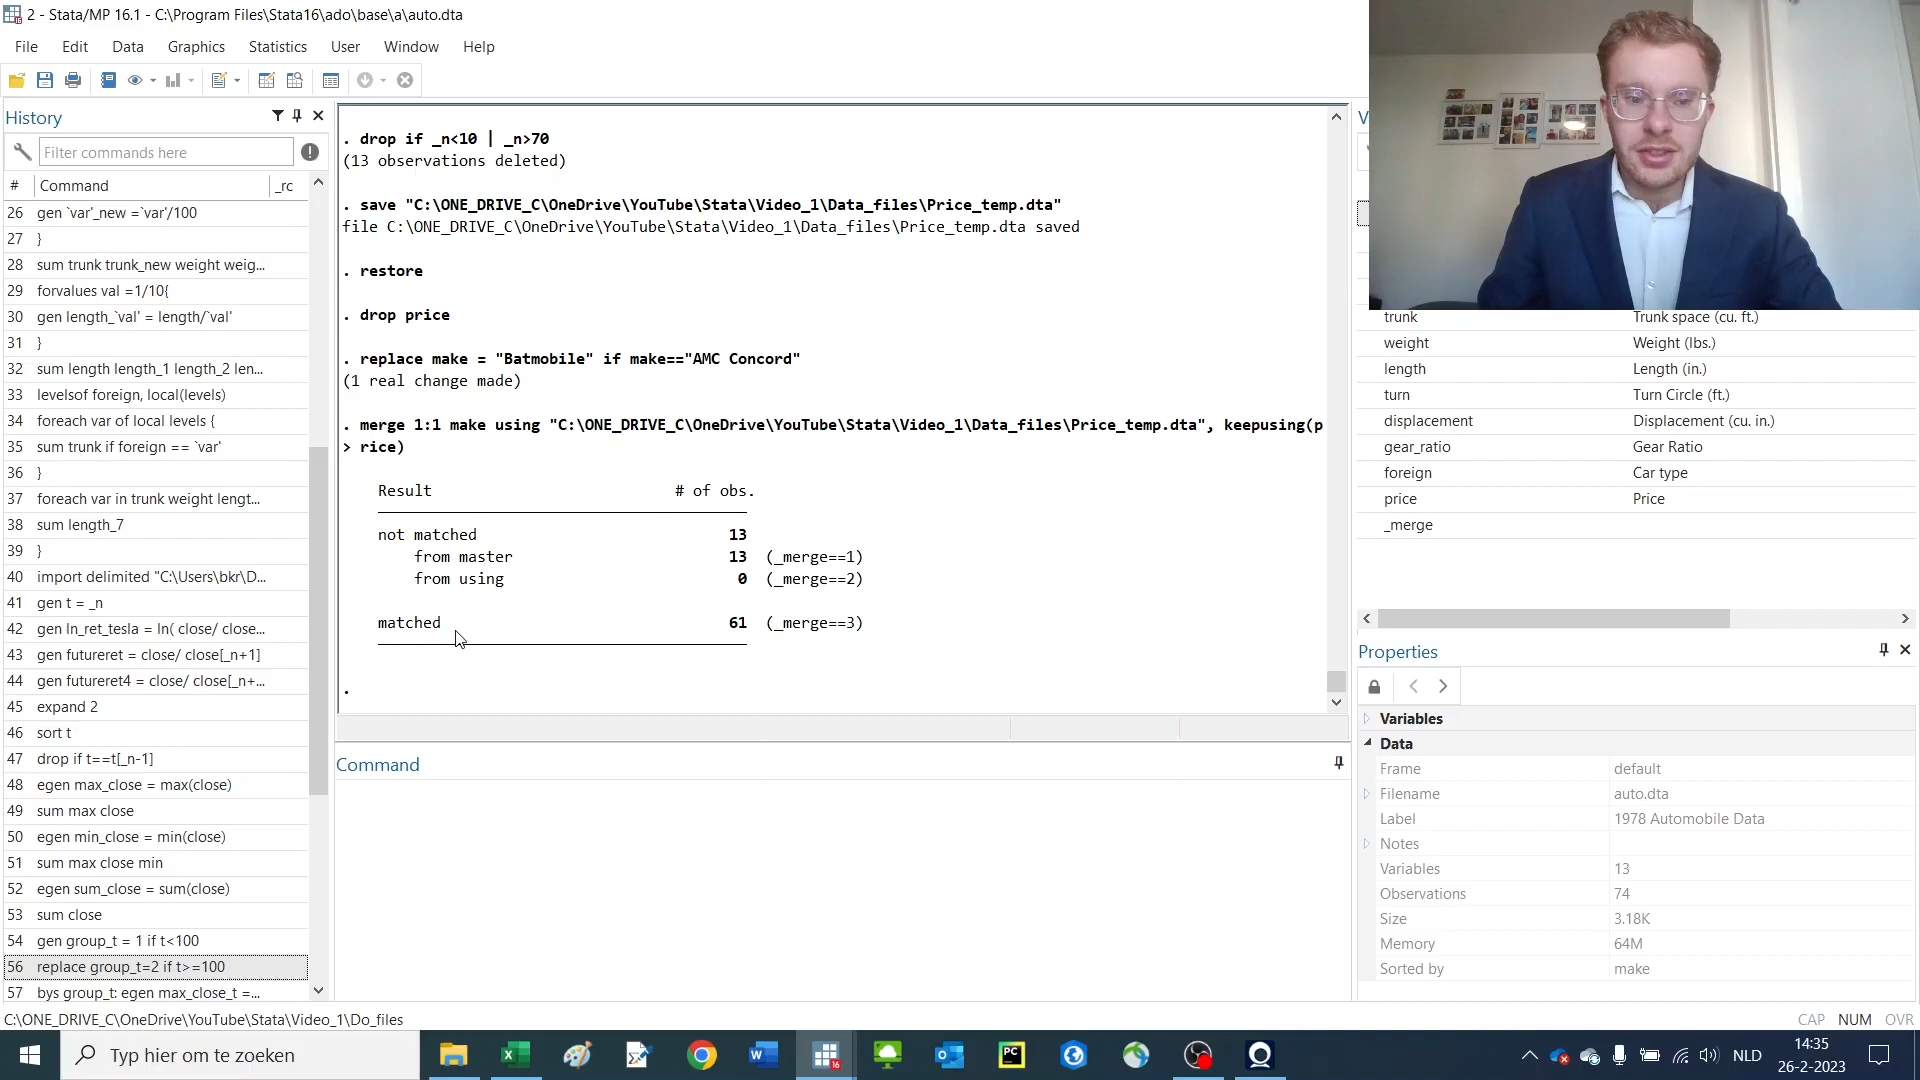 2 - Stata/MP 16.1 - C:\Program Files\Stata16\ado\base\a\auto.dta
File Edit Data Graphics Statistics User Window Help
History
Filter commands here
# Command _rc
26 gen `var'_new =`var'/100
27 }
28 sum trunk trunk_new weight weig...
29 forvalues val =1/10{
30 gen length_`val' = length/`val'
31 }
32 sum length length_1 length_2 len...
33 levelsof foreign, local(levels)
34 foreach var of local levels {
35 sum trunk if foreign == `var'
36 }
37 foreach var in trunk weight lengt...
38 sum length_7
39 }
40 import delimited "C:\Users\bkr\D...
41 gen t = _n
42 gen ln_ret_tesla = ln( close/ close...
43 gen futureret = close/ close[_n+1]
44 gen futureret4 = close/ close[_n+...
45 expand 2
46 sort t
47 drop if t==t[_n-1]
48 egen max_close = max(close)
49 sum max close
50 egen min_close = min(close)
51 sum max close min
52 egen sum_close = sum(close)
53 sum close
54 gen group_t = 1 if t<100
56 replace group_t=2 if t>=100
57 bys group_t: egen max_close_t =...
. drop if _n<10 | _n>70
(13 observations deleted)
. save "C:\ONE_DRIVE_C\OneDrive\YouTube\Stata\Video_1\Data_files\Price_temp.dta"
file C:\ONE_DRIVE_C\OneDrive\YouTube\Stata\Video_1\Data_files\Price_temp.dta saved
. restore
. drop price
. replace make = "Batmobile" if make=="AMC Concord"
(1 real change made)
. merge 1:1 make using "C:\ONE_DRIVE_C\OneDrive\YouTube\Stata\Video_1\Data_files\Price_temp.dta", keepusing(p
> rice)
Result # of obs.
not matched 13
from master 13 (_merge==1)
from using 0 (_merge==2)
matched 61 (_merge==3)
.
Command
V
trunk Trunk space (cu. ft.)
weight Weight (lbs.)
length Length (in.)
turn Turn Circle (ft.)
displacement Displacement (cu. in.)
gear_ratio Gear Ratio
foreign Car type
price Price
_merge
Properties
Variables
Data
Frame default
Filename auto.dta
Label 1978 Automobile Data
Notes
Variables 13
Observations 74
Size 3.18K
Memory 64M
Sorted by make
C:\ONE_DRIVE_C\OneDrive\YouTube\Stata\Video_1\Do_files
CAP NUM OVR
Typ hier om te zoeken
16
PC
NLD
14:35
26-2-2023